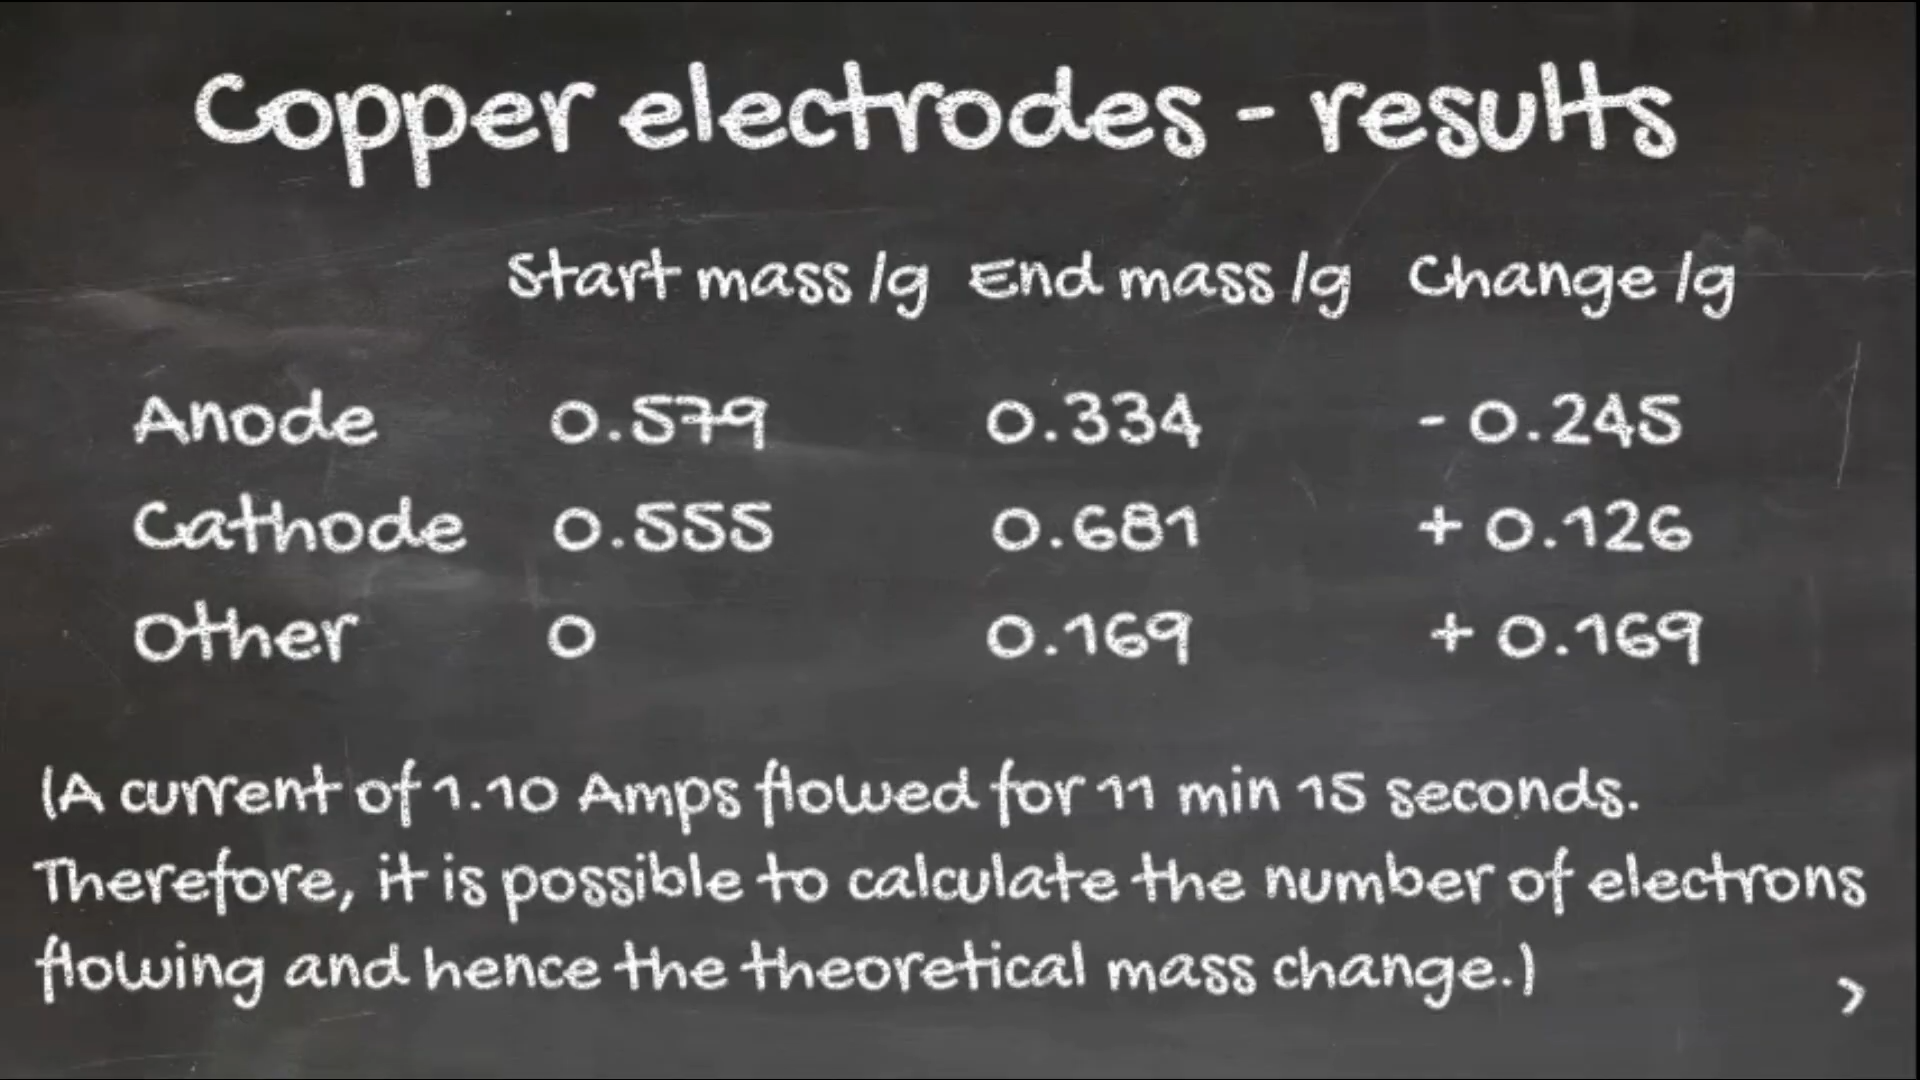 Copper electrodes - results
Start mass /g End mass /g Change /g
Anode 0.579 0.334 - 0.245
Cathode 0.555 0.681 + 0.126
Other 0 0.169 + 0.169
(A current of 1.10 Amps flowed for 11 min 15 seconds.
Therefore, it is possible to calculate the number of electrons
flowing and hence the theoretical mass change.)
>